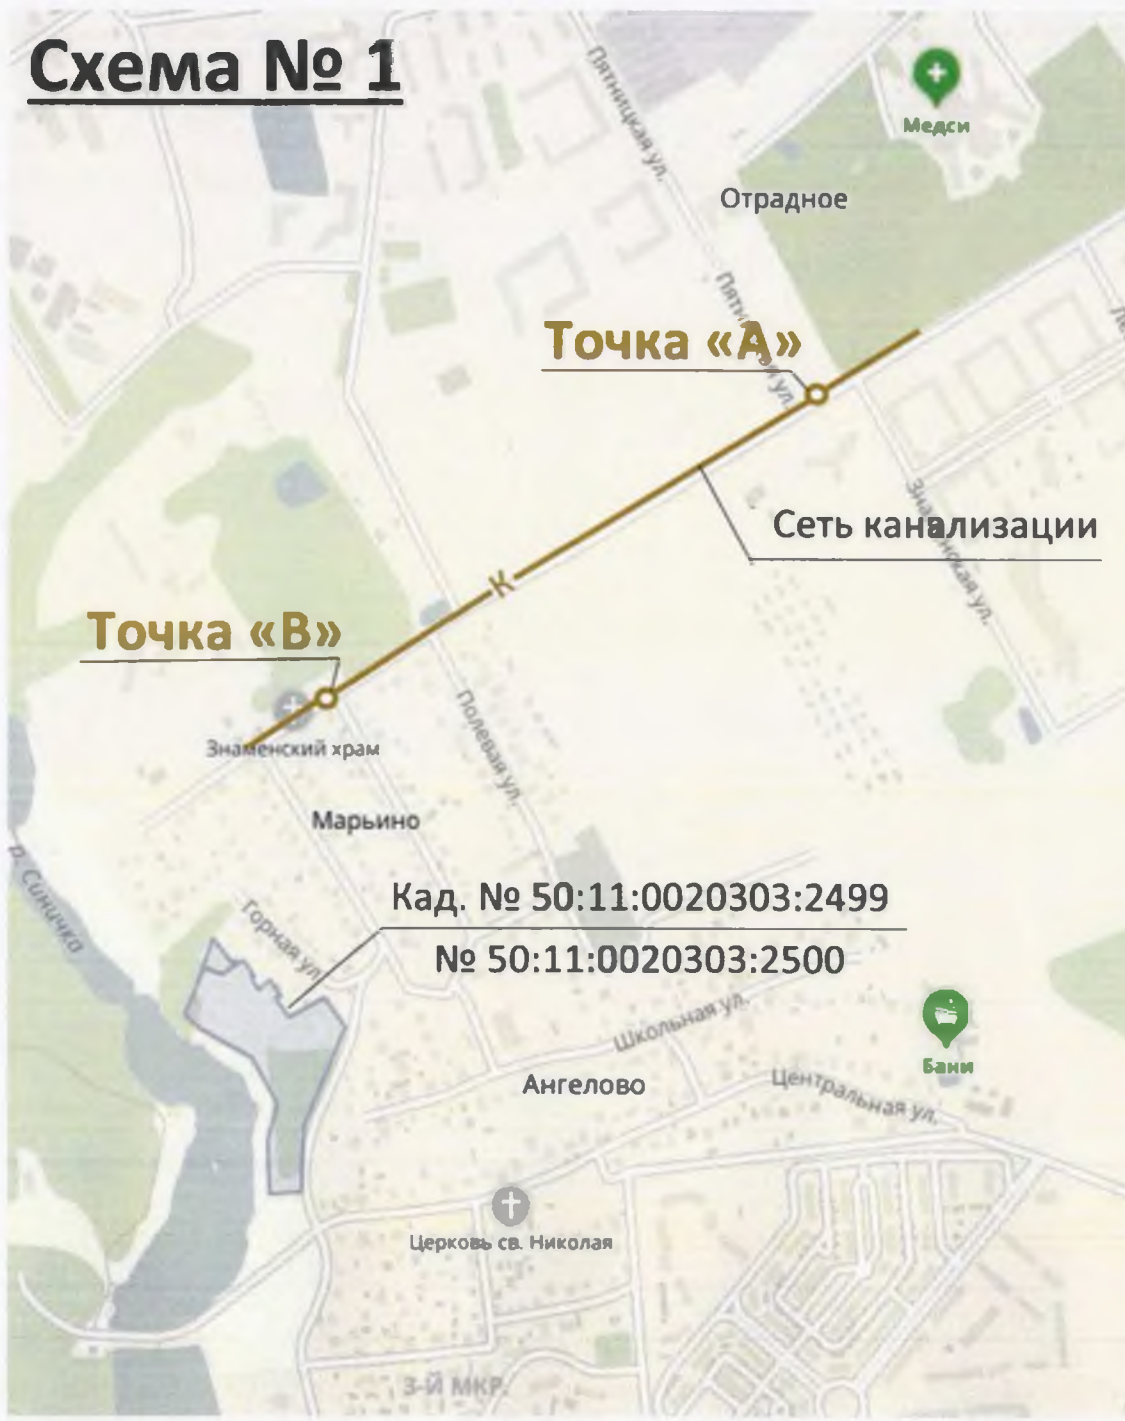 Схема № 1
Пятницкая ул.
Медси
Отрадное
Точка «А»
Сеть канализации
Знаменская ул.
К
Точка «В»
Знаменский храм
Полевая ул.
Марьино
р. Синичка
Кад. № 50:11:0020303:2499
№ 50:11:0020303:2500
Горная ул.
Школьная ул.
Бани
Ангелово
Центральная ул.
Церковь св. Николая
3-Й МКР.